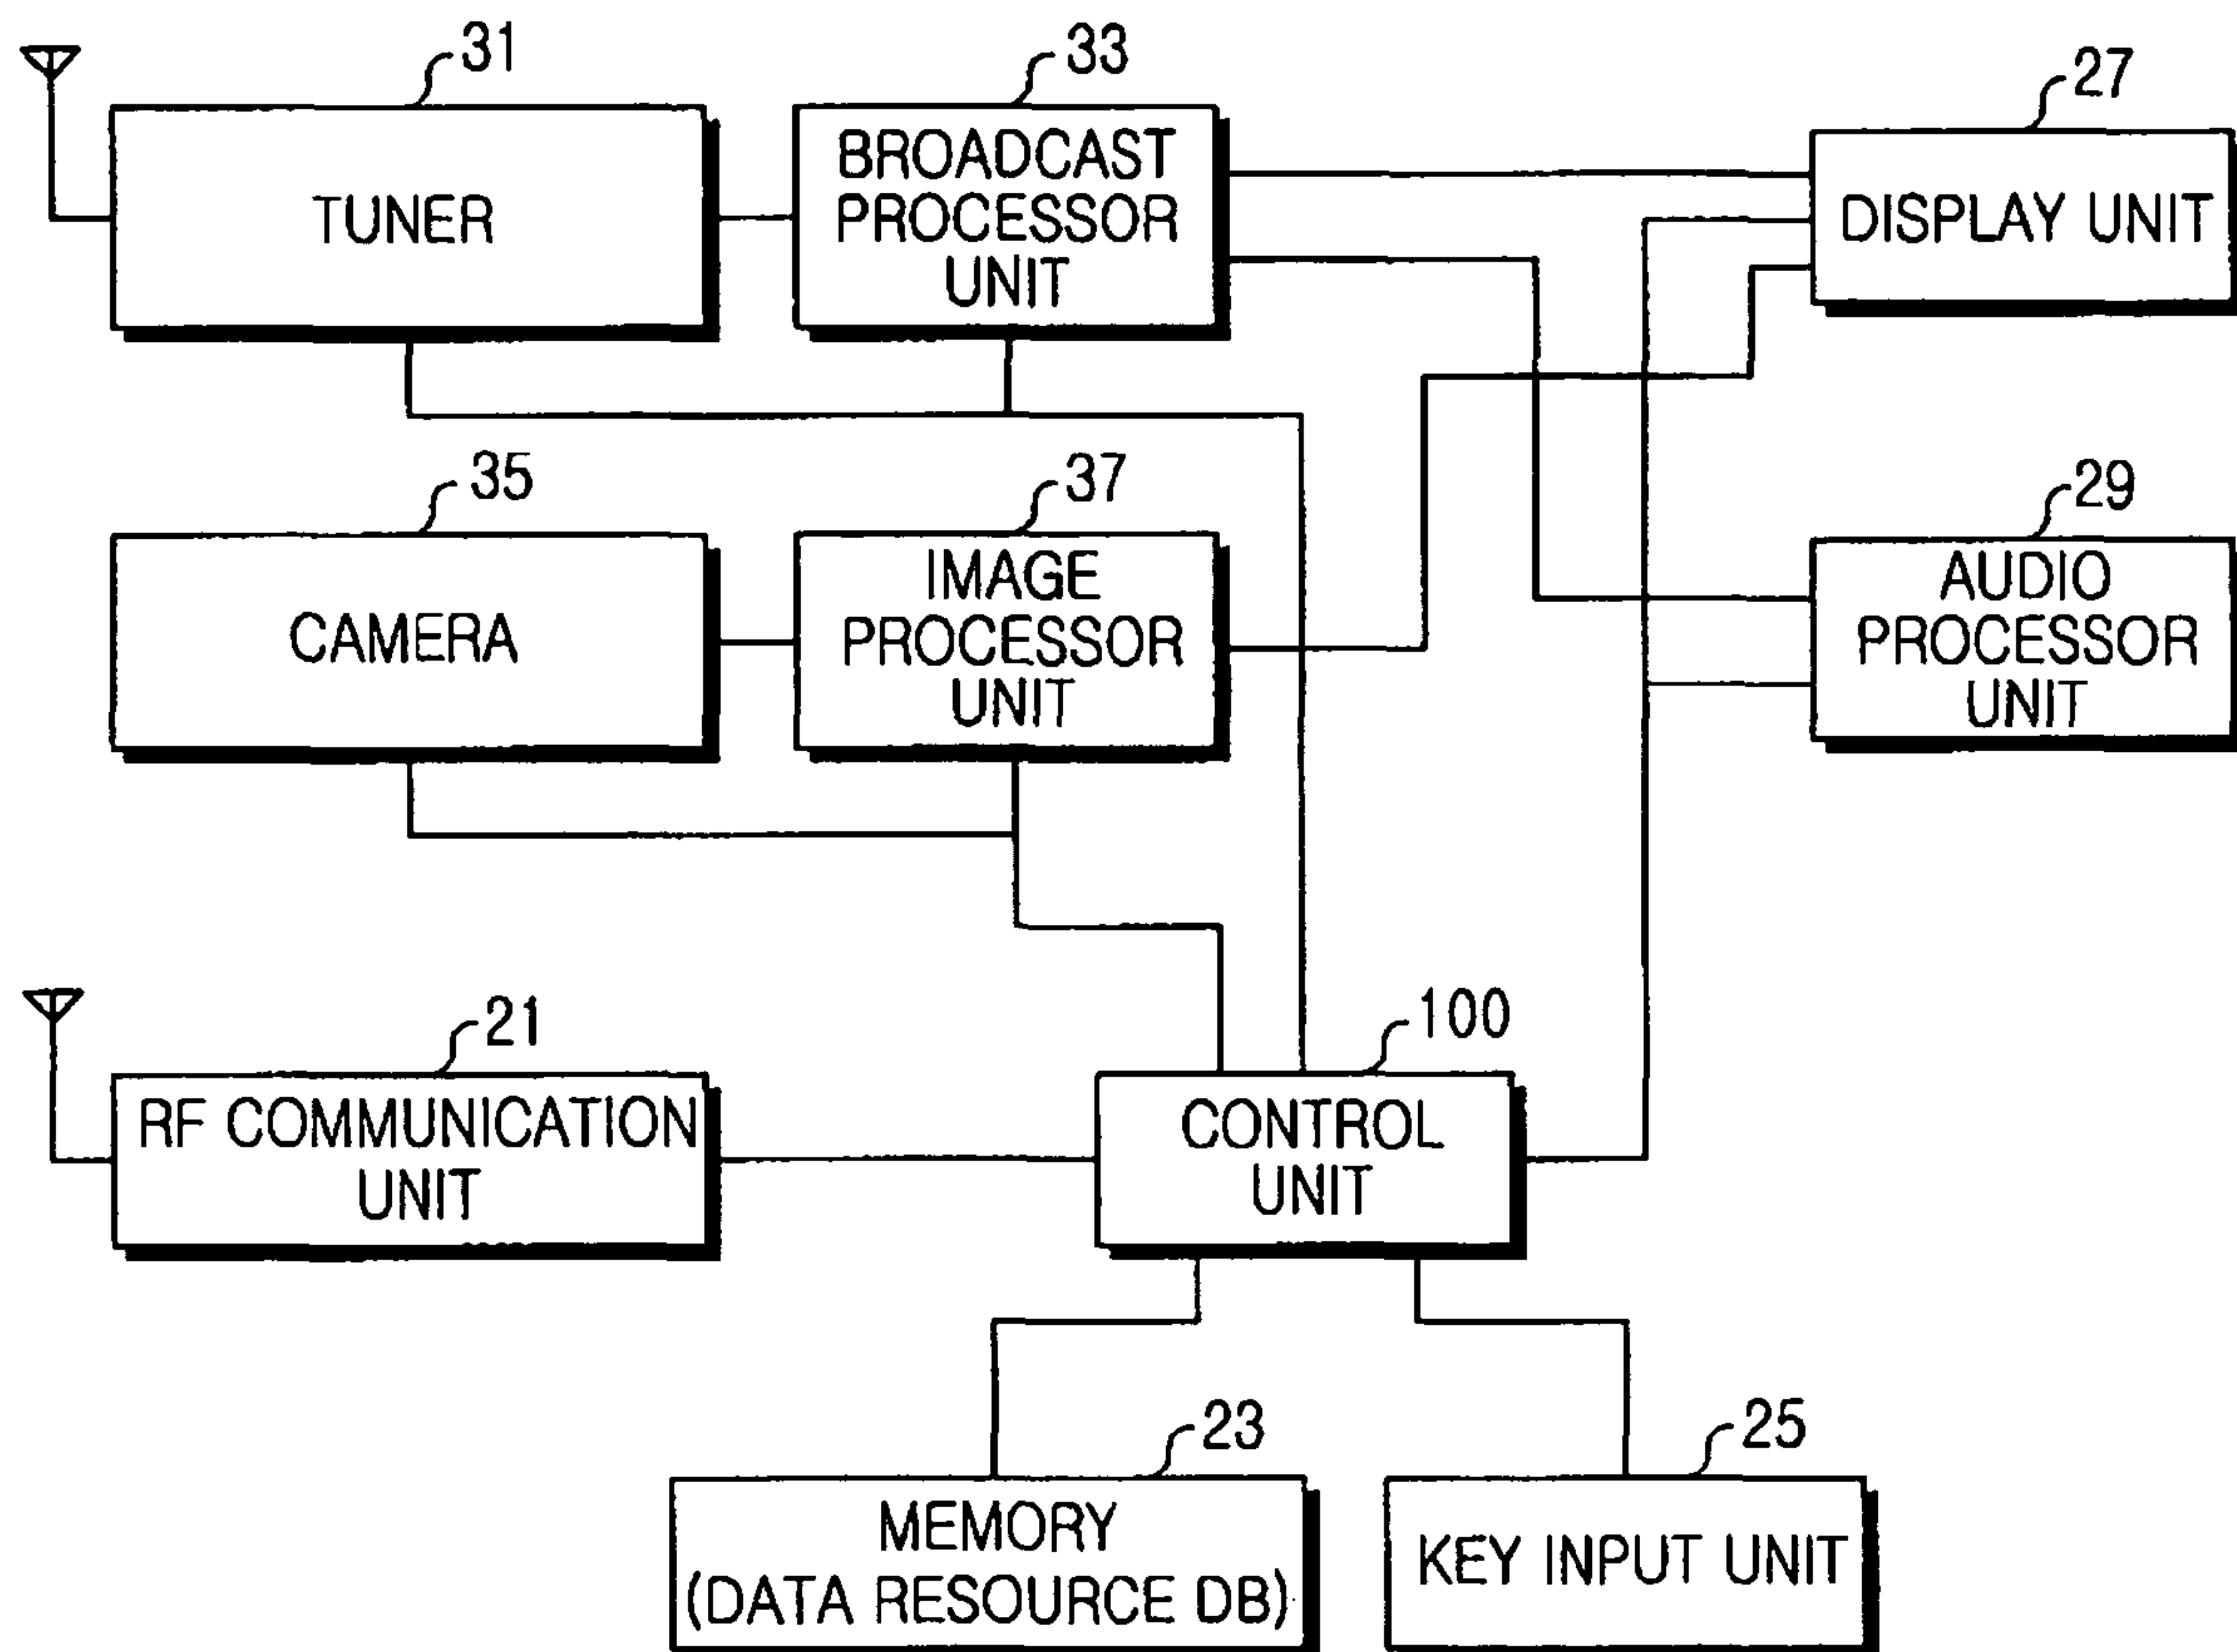 31
TUNER
33
BROADCAST
PROCESSOR
UNIT
27
DISPLAY UNIT
35
CAMERA
37
IMAGE
PROCESSOR
UNIT
29
AUDIO
PROCESSOR
UNIT
21
RF COMMUNICATION
UNIT
100
CONTROL
UNIT
23
MEMORY
(DATA RESOURCE DB)
25
KEY INPUT UNIT